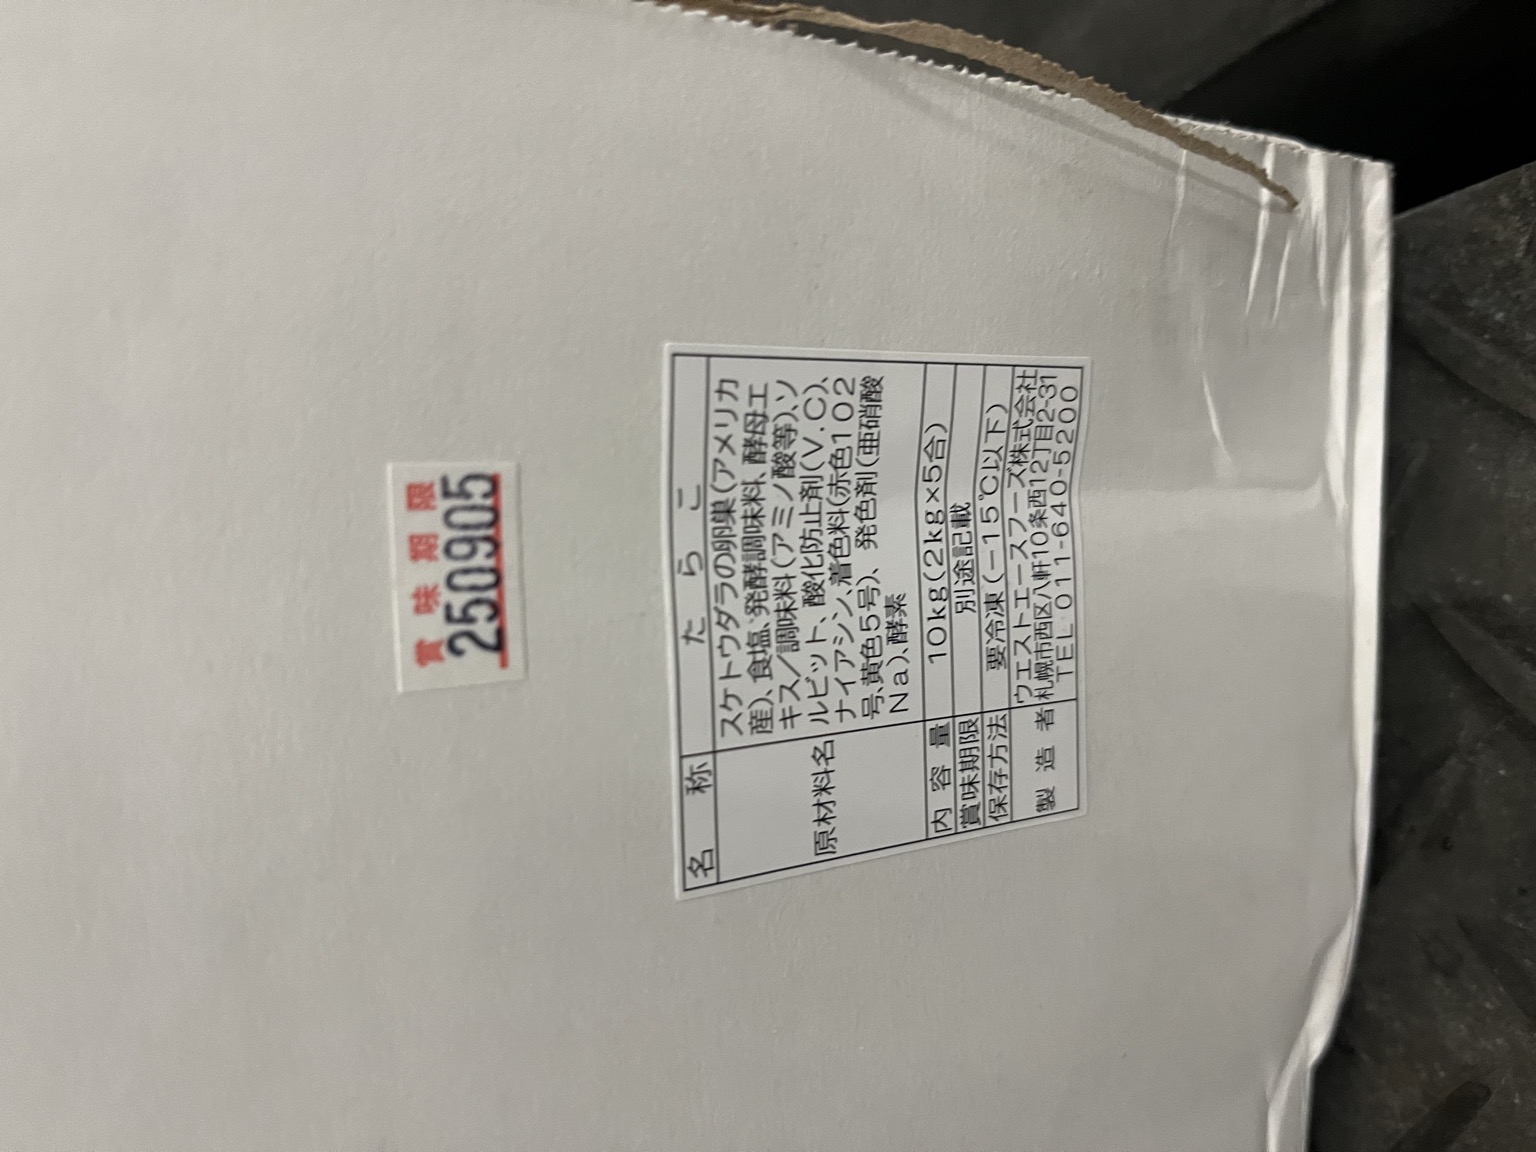 賞味期限
250905
名称 たらこ
原材料名 スケトウダラの卵巣(アメリカ
産)、食塩、発酵調味料、酵母エ
キス/調味料(アミノ酸等)、ソ
ルビット、酸化防止剤(V.C)、
ナイアシン、着色料(赤色102
号、黄色5号)、発色剤(亜硝酸
Na)、酵素
内容量 10kg(2kg×5合)
賞味期限 別途記載
保存方法 要冷凍(-15℃以下)
製造者 ウエストエースフーズ株式会社
札幌市西区八軒10条西12丁目2-31
TEL 011-640-5200